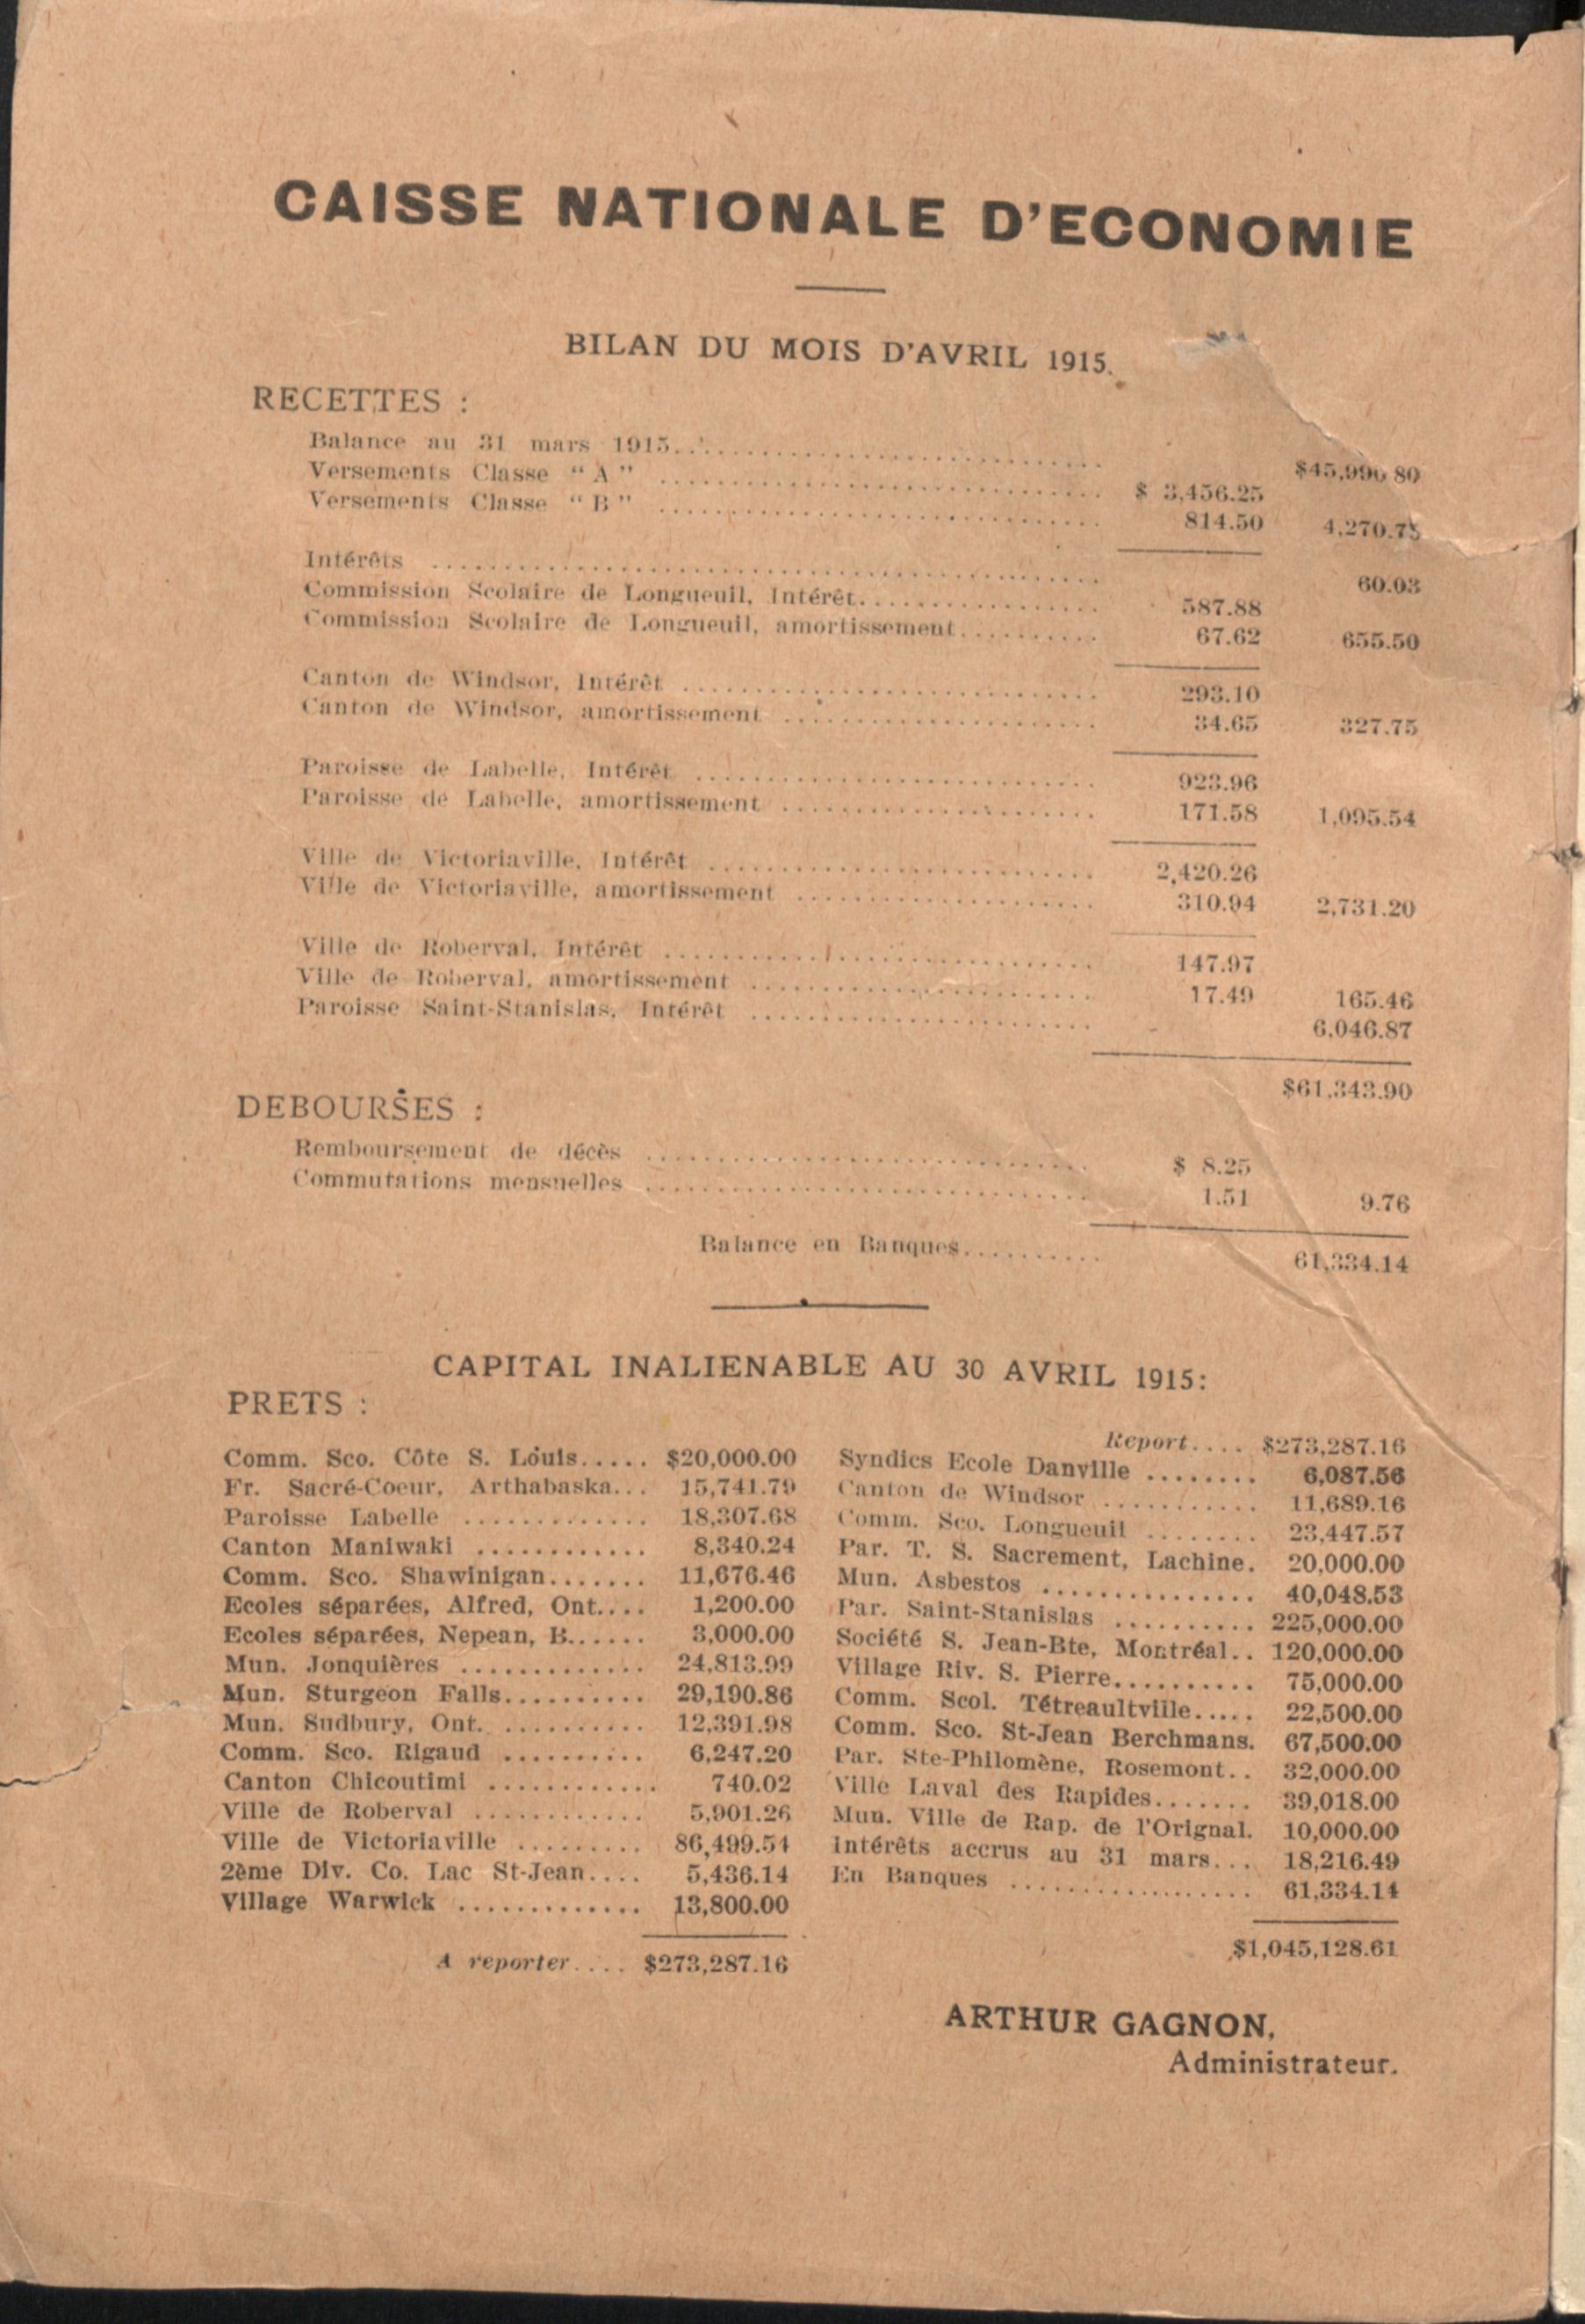 CAISSE NATIONALE D'ECONOMIE
BILAN DU MOIS D'AVRIL 1915.
RECETTES :
Balance au 31 mars 1915............................. $45,990 80
Versements Classe “ A ” .............................. $ 3,456.25
Versements Classe “ B ” .............................. 814.50 4,270.75
Intérêts .............................................. 60.03
Commission Scolaire de Longueuil, Intérêt................. 587.88
Commission Scolaire de Longueuil, amortissement.......... 67.62 655.50
Canton de Windsor, Intérêt ............................. 293.10
Canton de Windsor, amortissement ...................... 34.65 327.75
Paroisse de Labelle, Intérêt ............................ 923.96
Paroisse de Labelle, amortissement ...................... 171.58 1,095.54
Ville de Victoriaville, Intérêt ........................... 2,420.26
Ville de Victoriaville, amortissement ..................... 310.94 2,731.20
Ville de Roberval, Intérêt .............................. 147.97
Ville de Roberval, amortissement ........................ 17.49 165.46
Paroisse Saint-Stanislas, Intérêt ........................ 6,046.87
$61,343.90
DEBOURSES :
Remboursement de décès ............................... $ 8.25
Commutations mensuelles ............................... 1.51 9.76
Balance en Banques.......... 61,334.14
CAPITAL INALIENABLE AU 30 AVRIL 1915:
PRETS :
Comm. Sco. Côte S. Louis..... $20,000.00
Fr. Sacré-Coeur, Arthabaska... 15,741.79
Paroisse Labelle ............. 18,307.68
Canton Maniwaki ............ 8,340.24
Comm. Sco. Shawinigan....... 11,676.46
Ecoles séparées, Alfred, Ont.... 1,200.00
Ecoles séparées, Nepean, B...... 3,000.00
Mun. Jonquières ............. 24,813.99
Mun. Sturgeon Falls.......... 29,190.86
Mun. Sudbury, Ont. .......... 12,391.98
Comm. Sco. Rigaud .......... 6,247.20
Canton Chicoutimi ............ 740.02
Ville de Roberval ............ 5,901.26
Ville de Victoriaville ......... 86,499.54
2ème Div. Co. Lac St-Jean.... 5,436.14
Village Warwick ............. 13,800.00
A reporter.... $273,287.16
Report.... $273,287.16
Syndics Ecole Danville ........ 6,087.56
Canton de Windsor ........... 11,689.16
Comm. Sco. Longueuil ........ 23,447.57
Par. T. S. Sacrement, Lachine. 20,000.00
Mun. Asbestos ............... 40,048.53
Par. Saint-Stanislas .......... 225,000.00
Société S. Jean-Bte, Montréal.. 120,000.00
Village Riv. S. Pierre.......... 75,000.00
Comm. Scol. Tétreaultville..... 22,500.00
Comm. Sco. St-Jean Berchmans. 67,500.00
Par. Ste-Philomène, Rosemont.. 32,000.00
Ville Laval des Rapides....... 39,018.00
Mun. Ville de Rap. de l'Orignal. 10,000.00
Intérêts accrus au 31 mars... 18,216.49
En Banques ................. 61,334.14
$1,045,128.61
ARTHUR GAGNON,
Administrateur.